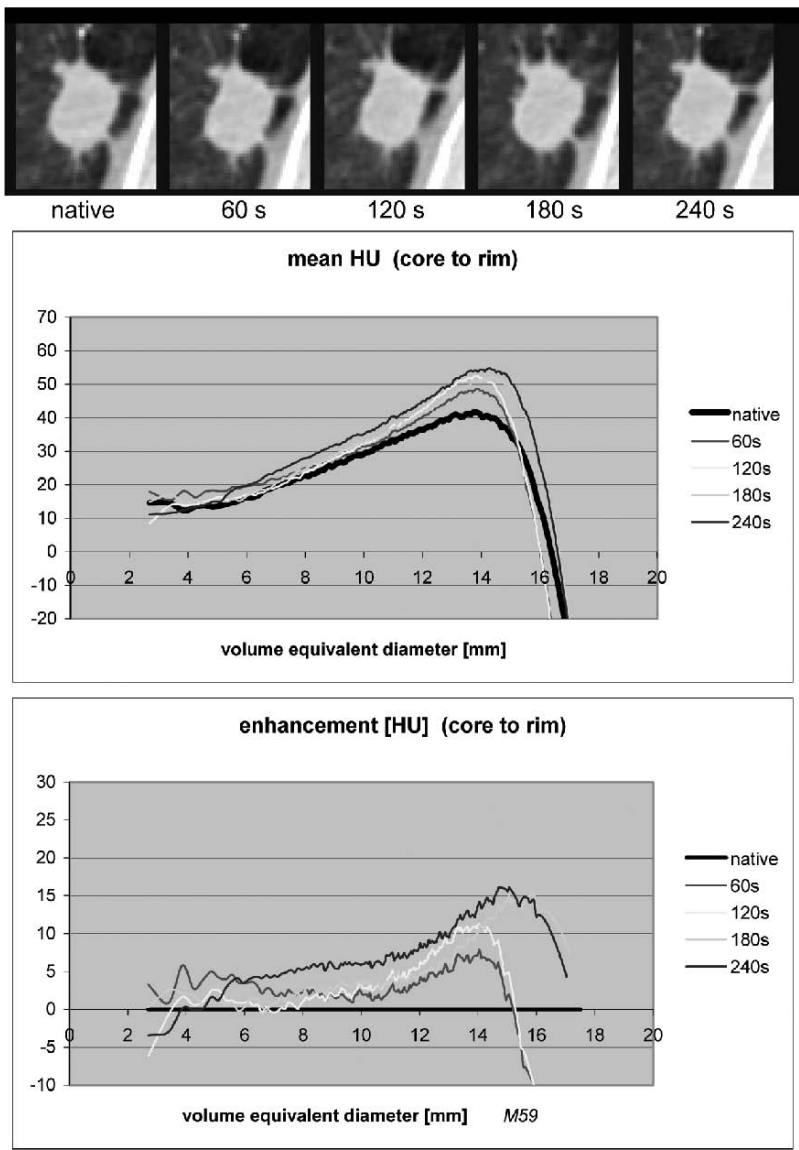 native 60 s 120 s 180 s 240 s
mean HU (core to rim)
70
60
50
40
30
20
10
0
-10
-20
0 2 4 6 8 10 12 14 16 18 20
native
60s
120s
180s
240s
volume equivalent diameter [mm]
enhancement [HU] (core to rim)
30
25
20
15
10
5
0
-5
-10
0 2 4 6 8 10 12 14 16 18 20
native
60s
120s
180s
240s
volume equivalent diameter [mm] M59